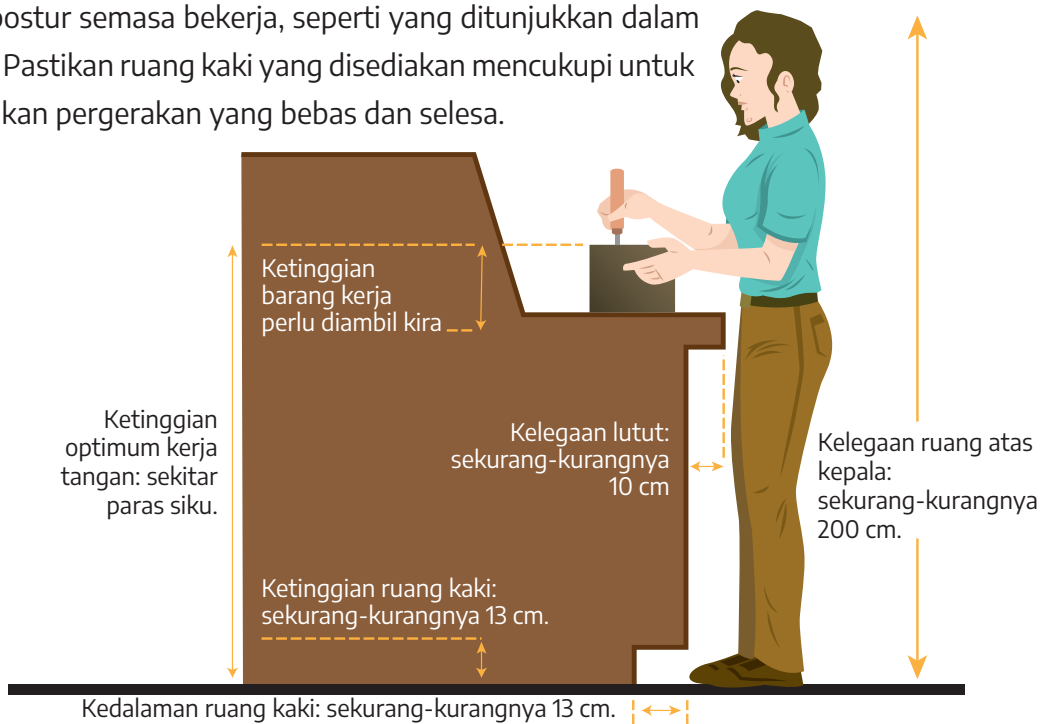 postur semasa bekerja, seperti yang ditunjukkan dalam
Pastikan ruang kaki yang disediakan mencukupi untuk
kan pergerakan yang bebas dan selesa.
Ketinggian
barang kerja
perlu diambil kira
Ketinggian
optimum kerja
tangan: sekitar
paras siku.
Kelegaan lutut:
sekurang-kurangnya
10 cm
Kelegaan ruang atas
kepala:
sekurang-kurangnya
200 cm.
Ketinggian ruang kaki:
sekurang-kurangnya 13 cm.
Kedalaman ruang kaki: sekurang-kurangnya 13 cm.